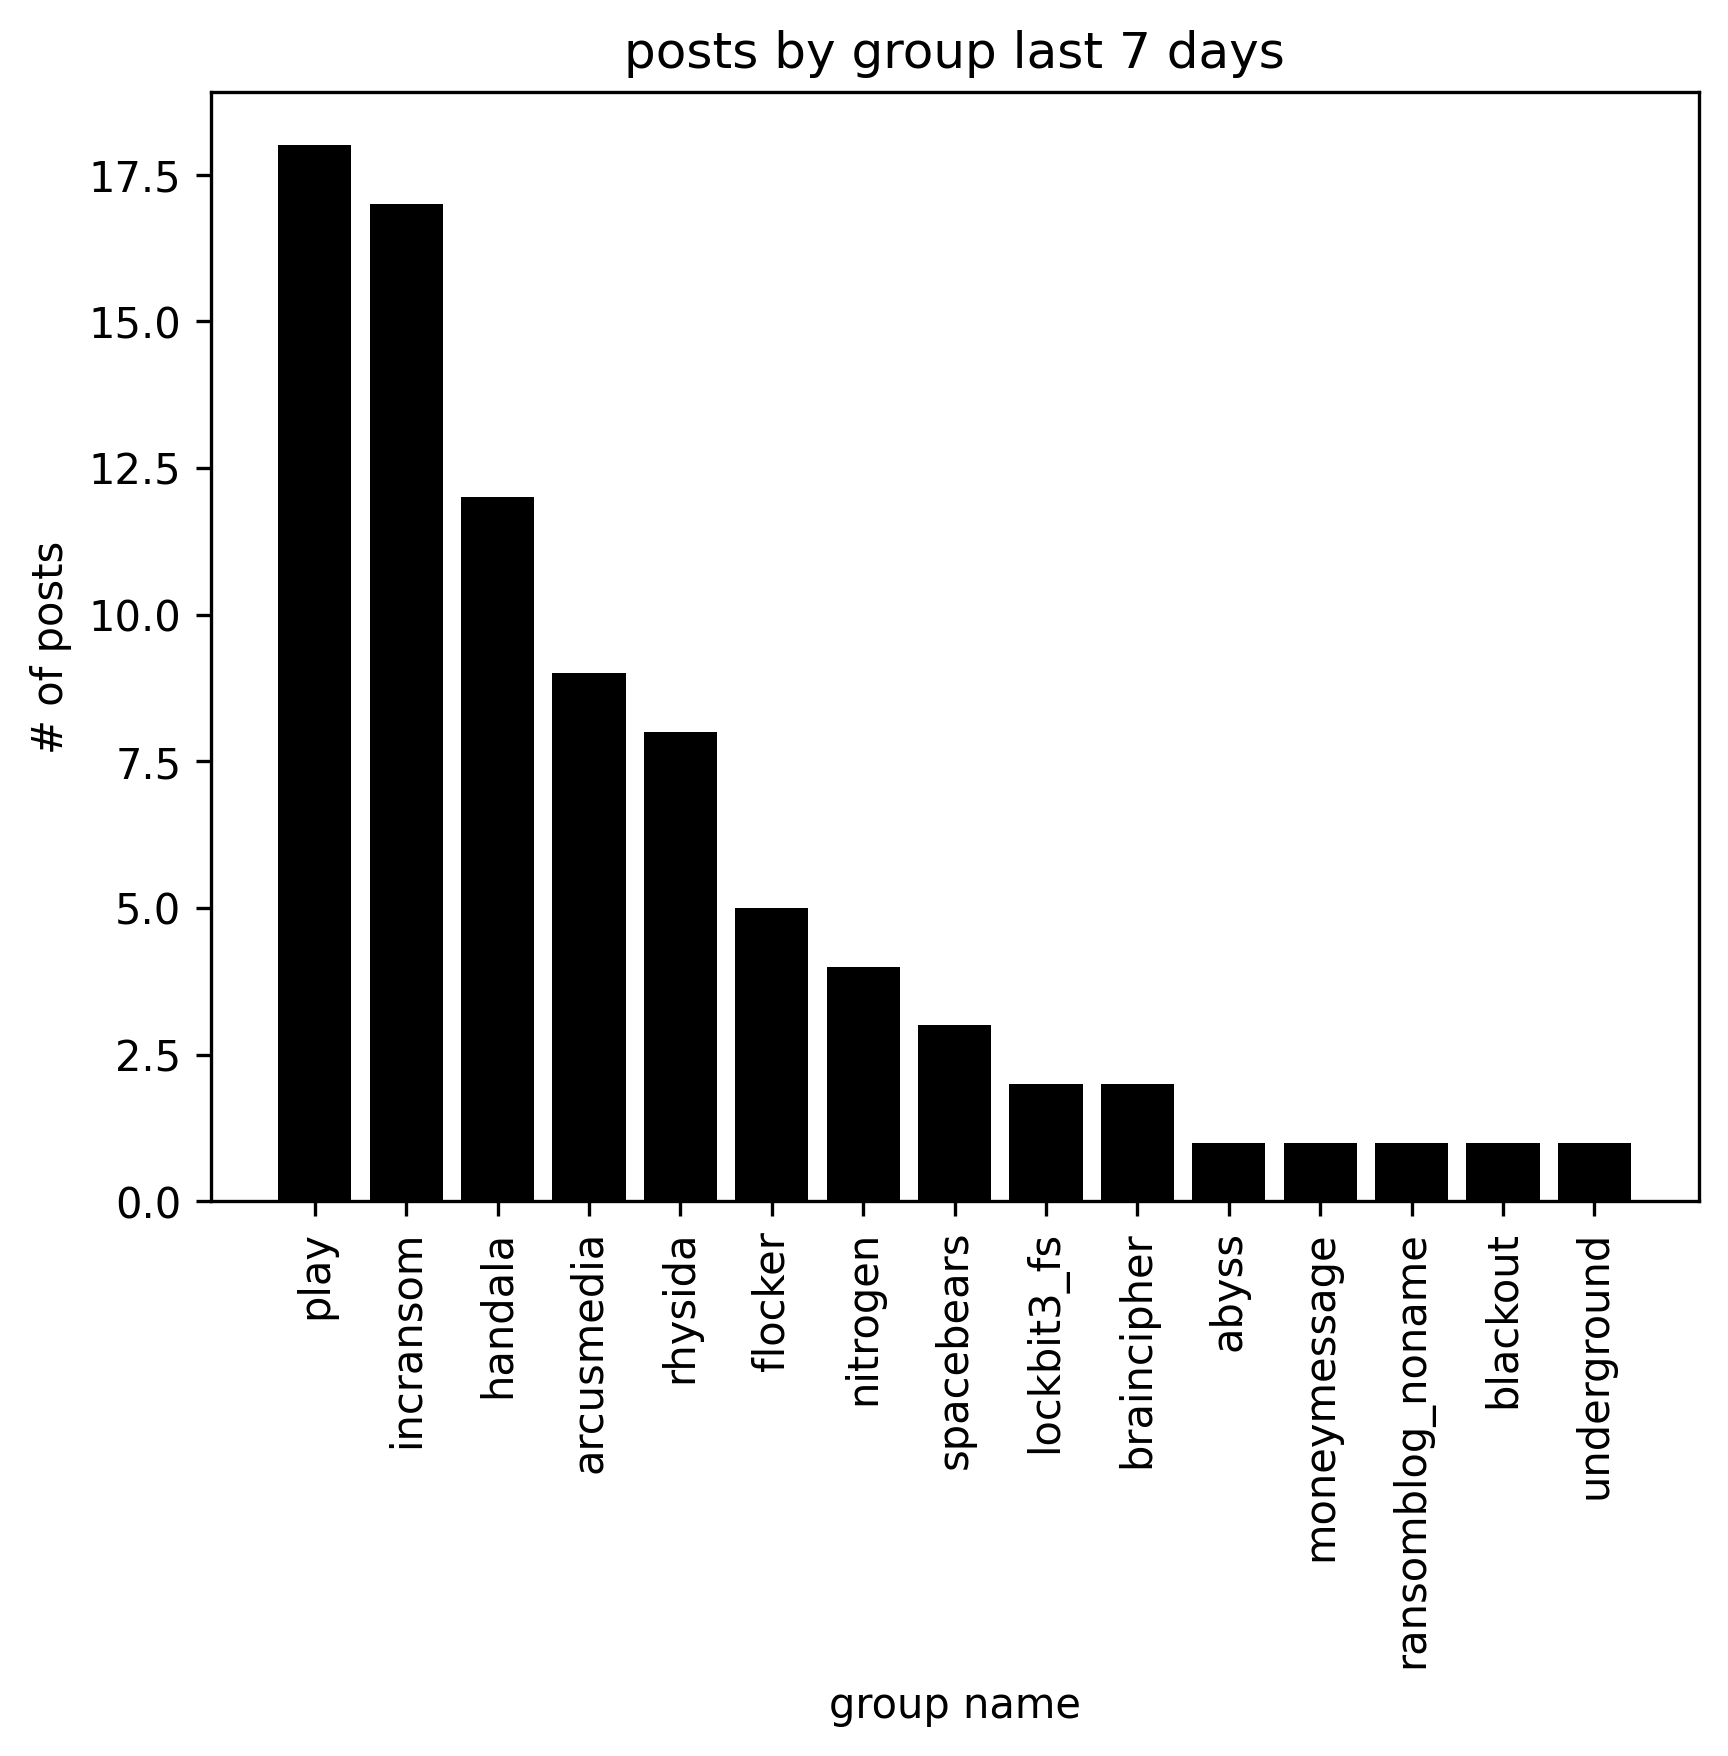 posts by group last 7 days
# of posts
17.5
15.0
12.5
10.0
7.5
5.0
2.5
0.0
play
incransom
handala
arcusmedia
rhysida
flocker
nitrogen
spacebears
lockbit3_fs
braincipher
abyss
moneymessage
ransomblog_noname
blackout
underground
group name